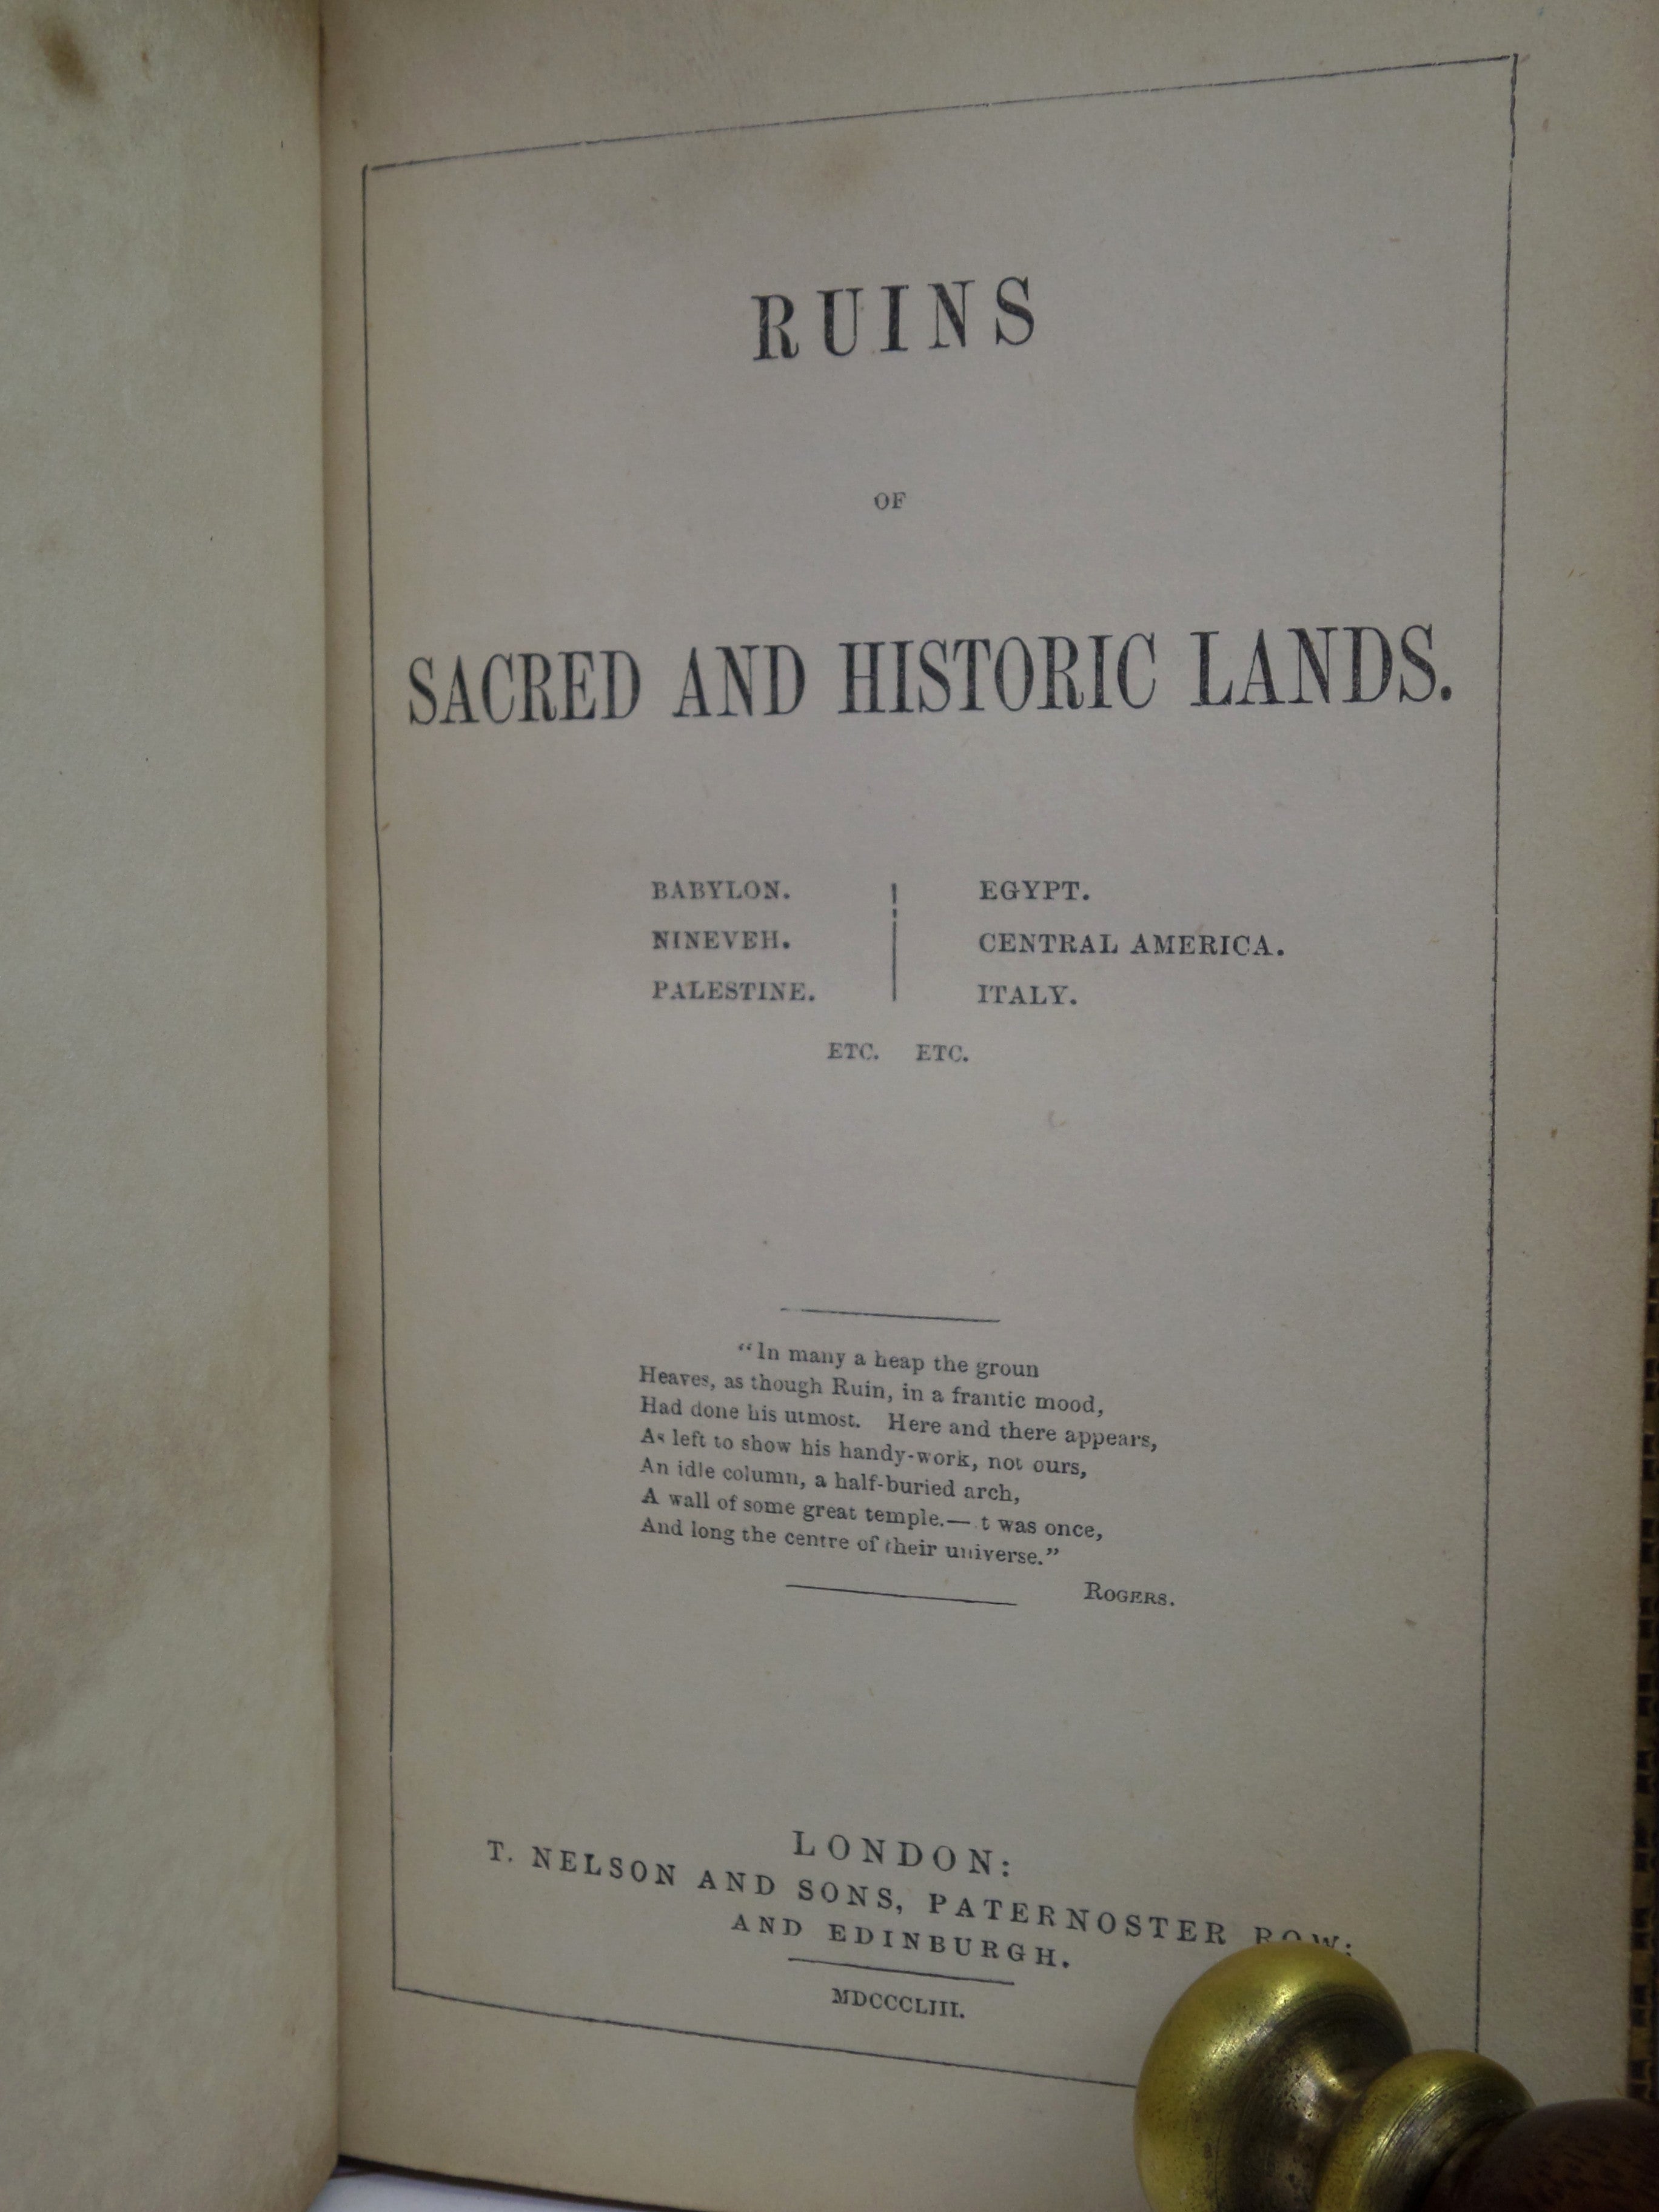 RUINS
OF
SACRED AND HISTORIC LANDS.
BABYLON.
NINEVEH.
PALESTINE.
EGYPT.
CENTRAL AMERICA.
ITALY.
ETC. ETC.
“In many a heap the groun
Heaves, as though Ruin, in a frantic mood,
Had done his utmost. Here and there appears,
As left to show his handy-work, not ours,
An idle column, a half-buried arch,
A wall of some great temple.— t was once,
And long the centre of their universe.”
ROGERS.
LONDON:
T. NELSON AND SONS, PATERNOSTER ROW;
AND EDINBURGH.
MDCCCLIII.